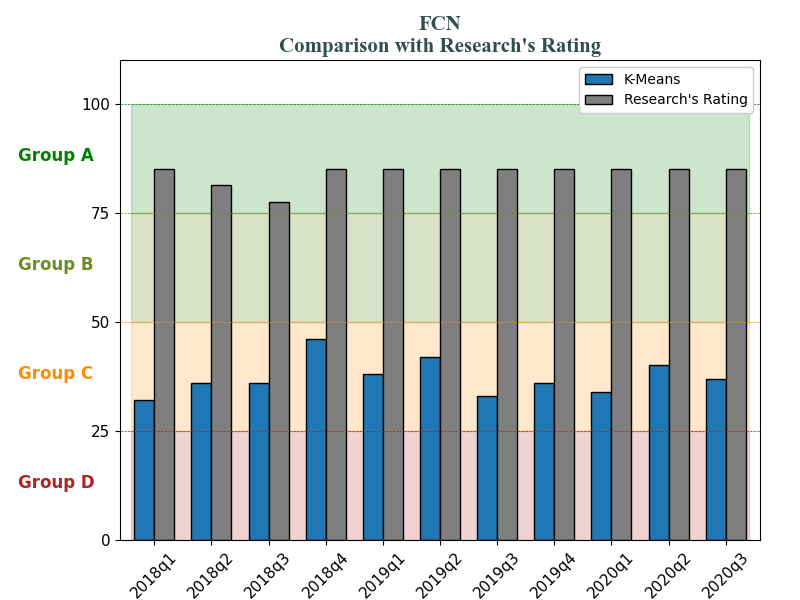 FCN
Comparison with Research's Rating
K-Means
Research's Rating
100
Group A
75
Group B
50
Group C
25
Group D
0
2018q1
2018q2
2018q3
2018q4
2019q1
2019q2
2019q3
2019q4
2020q1
2020q2
2020q3